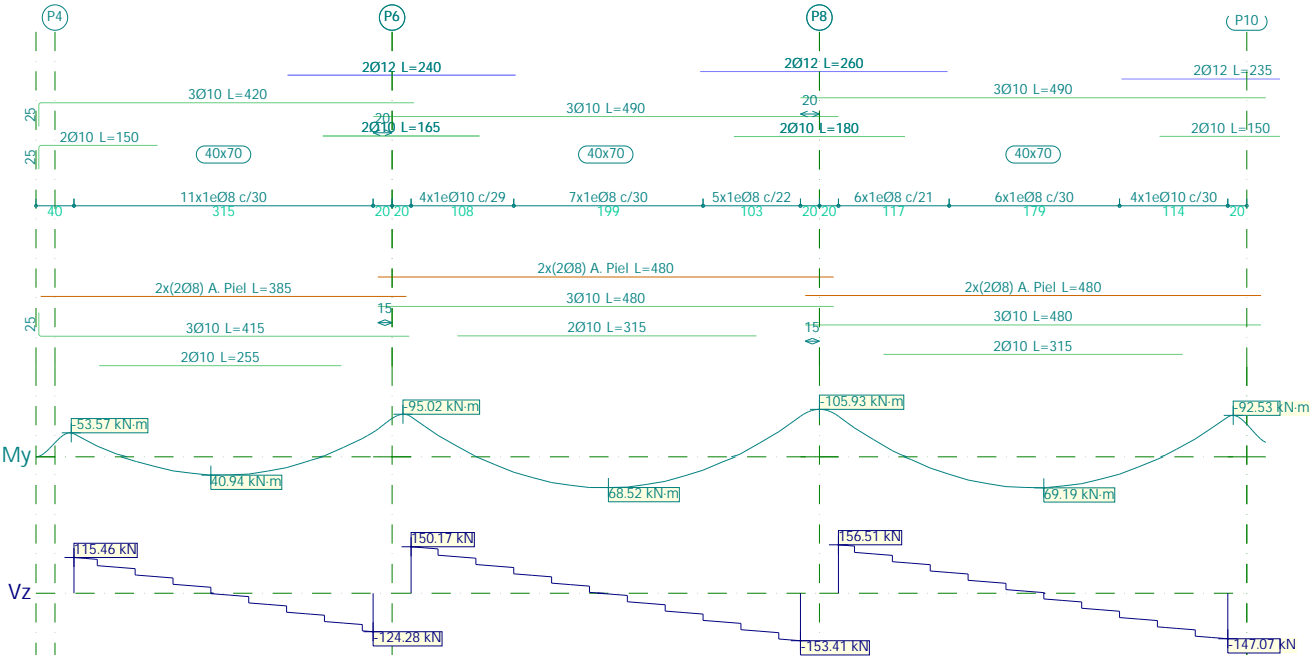 P4 P6 P8 P10
2Ø12 L=240 2Ø12 L=260 2Ø12 L=235
3Ø10 L=420 3Ø10 L=490 3Ø10 L=490
25 20 20
2Ø10 L=150 2Ø10 L=165 2Ø10 L=180 2Ø10 L=150
25 40x70 40x70 40x70
11x1eØ8 c/30 4x1eØ10 c/29 7x1eØ8 c/30 5x1eØ8 c/22 6x1eØ8 c/21 6x1eØ8 c/30 4x1eØ10 c/30
40 315 20 20 108 199 103 20 20 117 179 114 20
2x(2Ø8) A. Piel L=385 2x(2Ø8) A. Piel L=480 2x(2Ø8) A. Piel L=480
25 3Ø10 L=415 15 3Ø10 L=480 15 3Ø10 L=480
2Ø10 L=255 2Ø10 L=315 2Ø10 L=315
-53.57 kN·m -95.02 kN·m -105.93 kN·m -92.53 kN·m
My
40.94 kN·m 68.52 kN·m 69.19 kN·m
115.46 kN 150.17 kN 156.51 kN
Vz
-124.28 kN -153.41 kN -147.07 kN